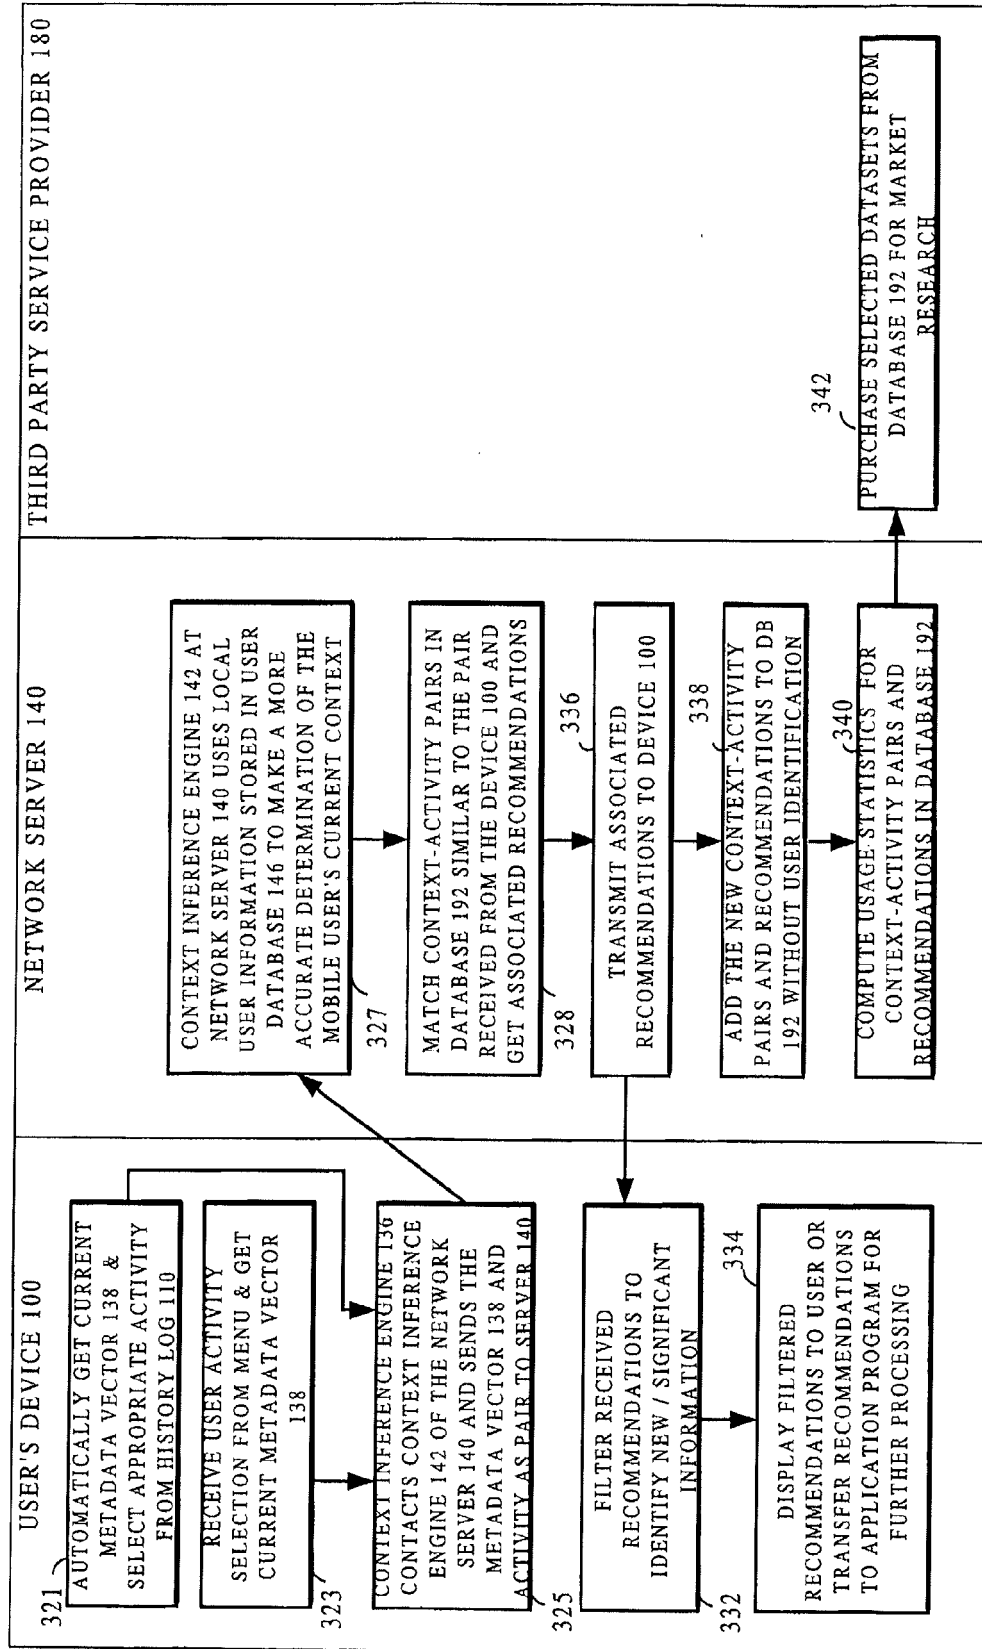 USER'S DEVICE 100
321
AUTOMATICALLY GET CURRENT
METADATA VECTOR 138 &
SELECT APPROPRIATE ACTIVITY
FROM HISTORY LOG 110
RECEIVE USER ACTIVITY
SELECTION FROM MENU & GET
CURRENT METADATA VECTOR
138
323
CONTEXT INFERENCE ENGINE 136
CONTACTS CONTEXT INFERENCE
ENGINE 142 OF THE NETWORK
SERVER 140 AND SENDS THE
METADATA VECTOR 138 AND
ACTIVITY AS PAIR TO SERVER 140
325
FILTER RECEIVED
RECOMMENDATIONS TO
IDENTIFY NEW / SIGNIFICANT
INFORMATION
332
334
DISPLAY FILTERED
RECOMMENDATIONS TO USER OR
TRANSFER RECOMMENDATIONS
TO APPLICATION PROGRAM FOR
FURTHER PROCESSING
NETWORK SERVER 140
CONTEXT INFERENCE ENGINE 142 AT
NETWORK SERVER 140 USES LOCAL
USER INFORMATION STORED IN USER
DATABASE 146 TO MAKE A MORE
ACCURATE DETERMINATION OF THE
MOBILE USER'S CURRENT CONTEXT
327
MATCH CONTEXT-ACTIVITY PAIRS IN
DATABASE 192 SIMILAR TO THE PAIR
RECEIVED FROM THE DEVICE 100 AND
GET ASSOCIATED RECOMMENDATIONS
328
336
TRANSMIT ASSOCIATED
RECOMMENDATIONS TO DEVICE 100
338
ADD THE NEW CONTEXT-ACTIVITY
PAIRS AND RECOMMENDATIONS TO DB
192 WITHOUT USER IDENTIFICATION
340
COMPUTE USAGE STATISTICS FOR
CONTEXT-ACTIVITY PAIRS AND
RECOMMENDATIONS IN DATABASE 192
THIRD PARTY SERVICE PROVIDER 180
342
PURCHASE SELECTED DATASETS FROM
DATABASE 192 FOR MARKET
RESEARCH